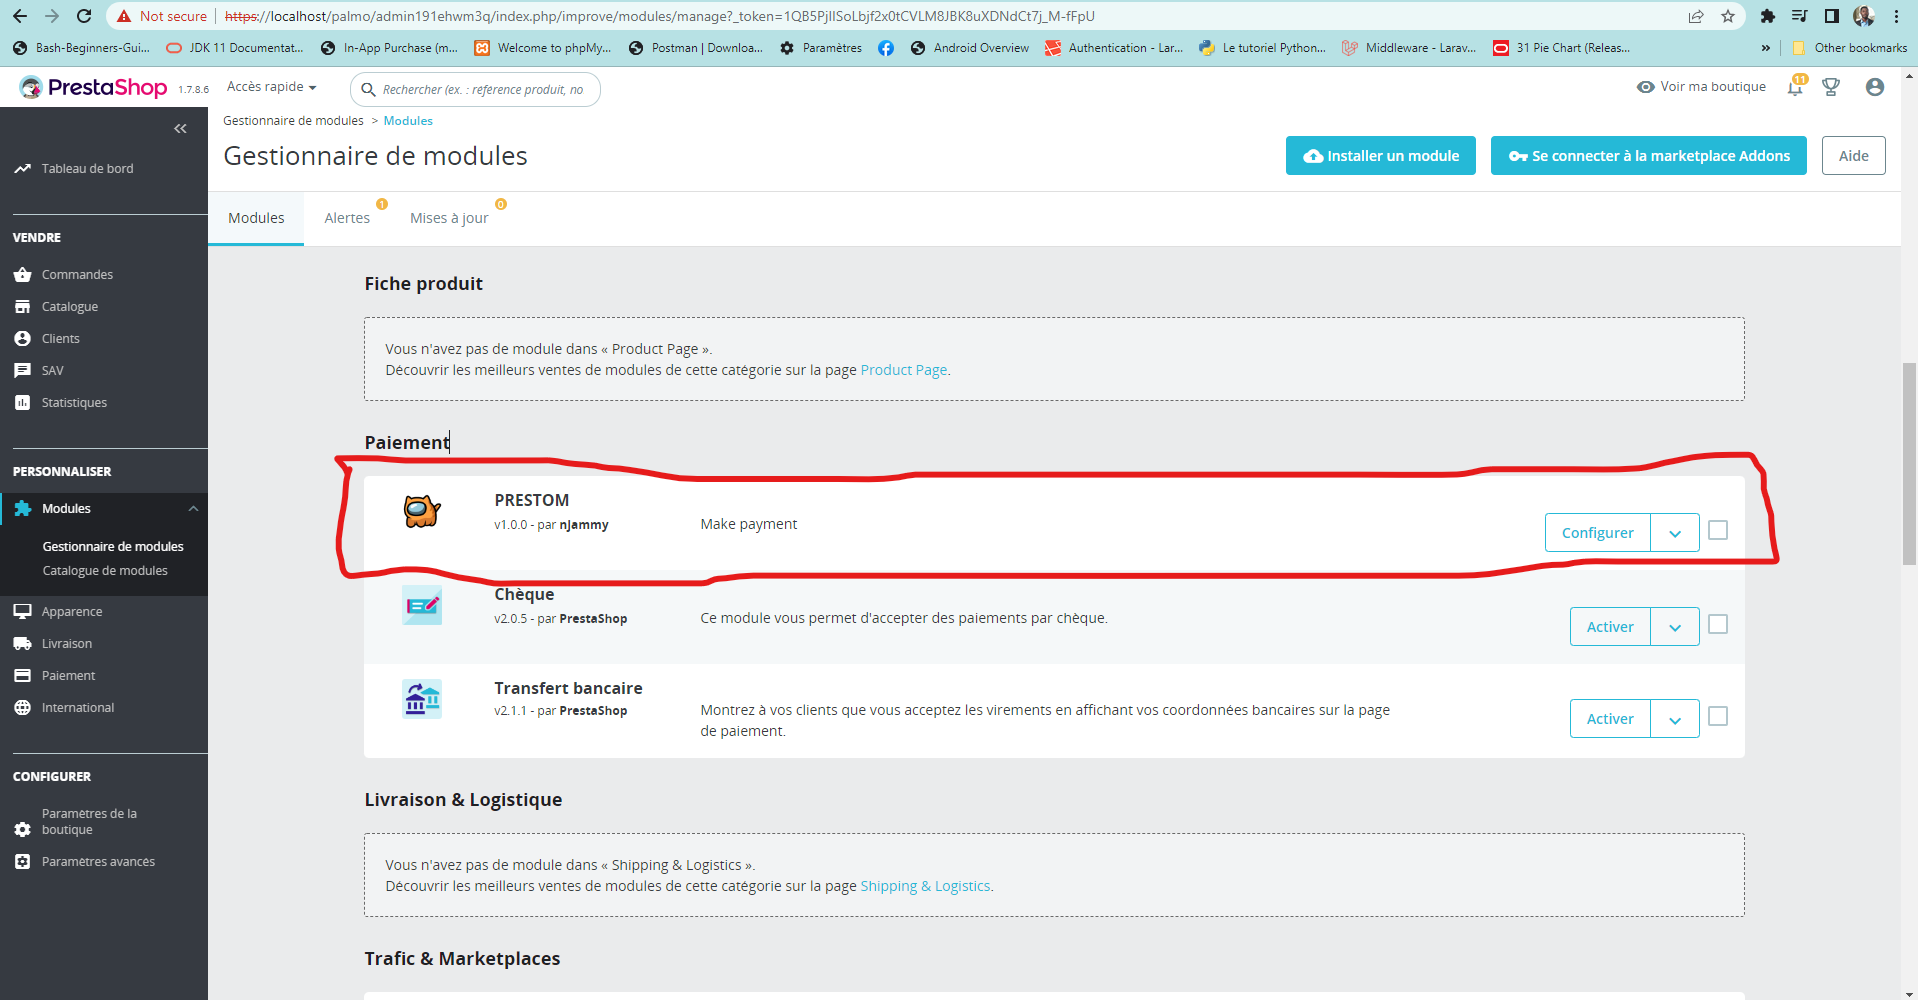 Not secure
https://localhost/palmo/admin191ehwm3q/index.php/improve/modules/manage?_token=1QB5PjIISoLbjf2x0tCVLM8JBK8uXDNdCt7j_M-fFpU
Bash-Beginners-Gui...
JDK 11 Documentat...
In-App Purchase (m...
Welcome to phpMy...
Postman | Downloa...
Paramètres
Android Overview
Authentication - Lar...
Le tutoriel Python...
Middleware - Larav...
31 Pie Chart (Releas...
»
Other bookmarks
PrestaShop
1.7.8.6
Accès rapide
Rechercher (ex. : référence produit, no
Voir ma boutique
11
Gestionnaire de modules > Modules
Gestionnaire de modules
Installer un module
Se connecter à la marketplace Addons
Aide
Modules
Alertes
1
Mises à jour
0
Tableau de bord
VENDRE
Commandes
Catalogue
Clients
SAV
Statistiques
PERSONNALISER
Modules
Gestionnaire de modules
Catalogue de modules
Apparence
Livraison
Paiement
International
CONFIGURER
Paramètres de la
boutique
Paramètres avancés
Fiche produit
Vous n'avez pas de module dans « Product Page ».
Découvrir les meilleurs ventes de modules de cette catégorie sur la page Product Page.
Paiement
PRESTOM
v1.0.0 - par njammy
Make payment
Configurer
Chèque
v2.0.5 - par PrestaShop
Ce module vous permet d'accepter des paiements par chèque.
Activer
Transfert bancaire
v2.1.1 - par PrestaShop
Montrez à vos clients que vous acceptez les virements en affichant vos coordonnées bancaires sur la page
de paiement.
Activer
Livraison & Logistique
Vous n'avez pas de module dans « Shipping & Logistics ».
Découvrir les meilleurs ventes de modules de cette catégorie sur la page Shipping & Logistics.
Trafic & Marketplaces